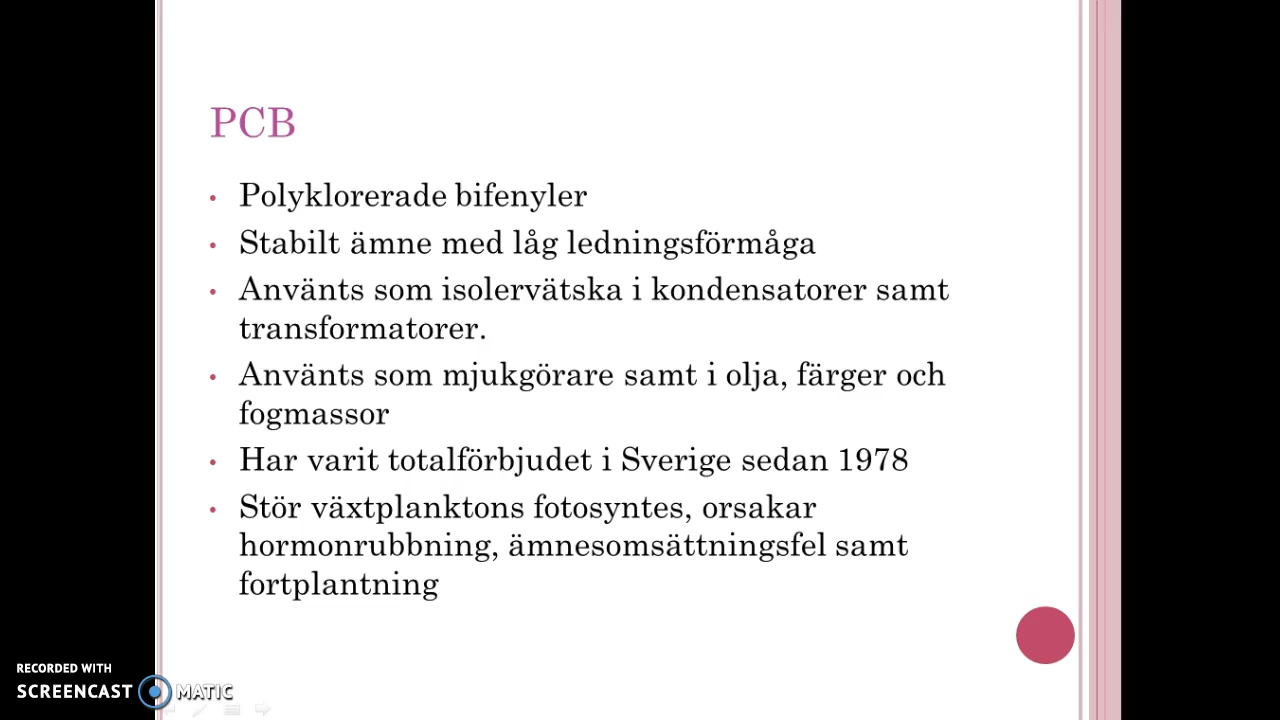 PCB
• Polyklorerade bifenyler
• Stabilt ämne med låg ledningsförmåga
• Använts som isolervätska i kondensatorer samt
transformatorer.
• Använts som mjukgörare samt i olja, färger och
fogmassor
• Har varit totalförbjudet i Sverige sedan 1978
• Stör växtplanktons fotosyntes, orsakar
hormonrubbning, ämnesomsättningsfel samt
fortplantning
RECORDED WITH
SCREENCAST MATIC